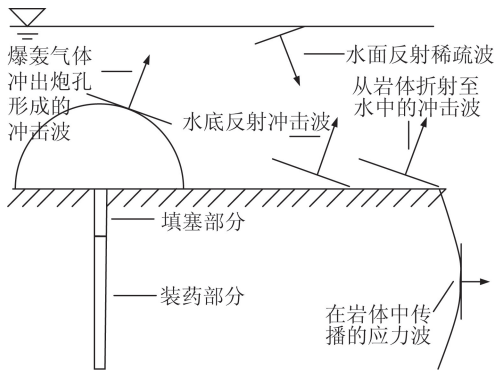 爆轰气体
冲出炮孔
形成的
冲击波
水面反射稀疏波
从岩体折射至
水中的冲击波
水底反射冲击波
填塞部分
装药部分
在岩体中传
播的应力波